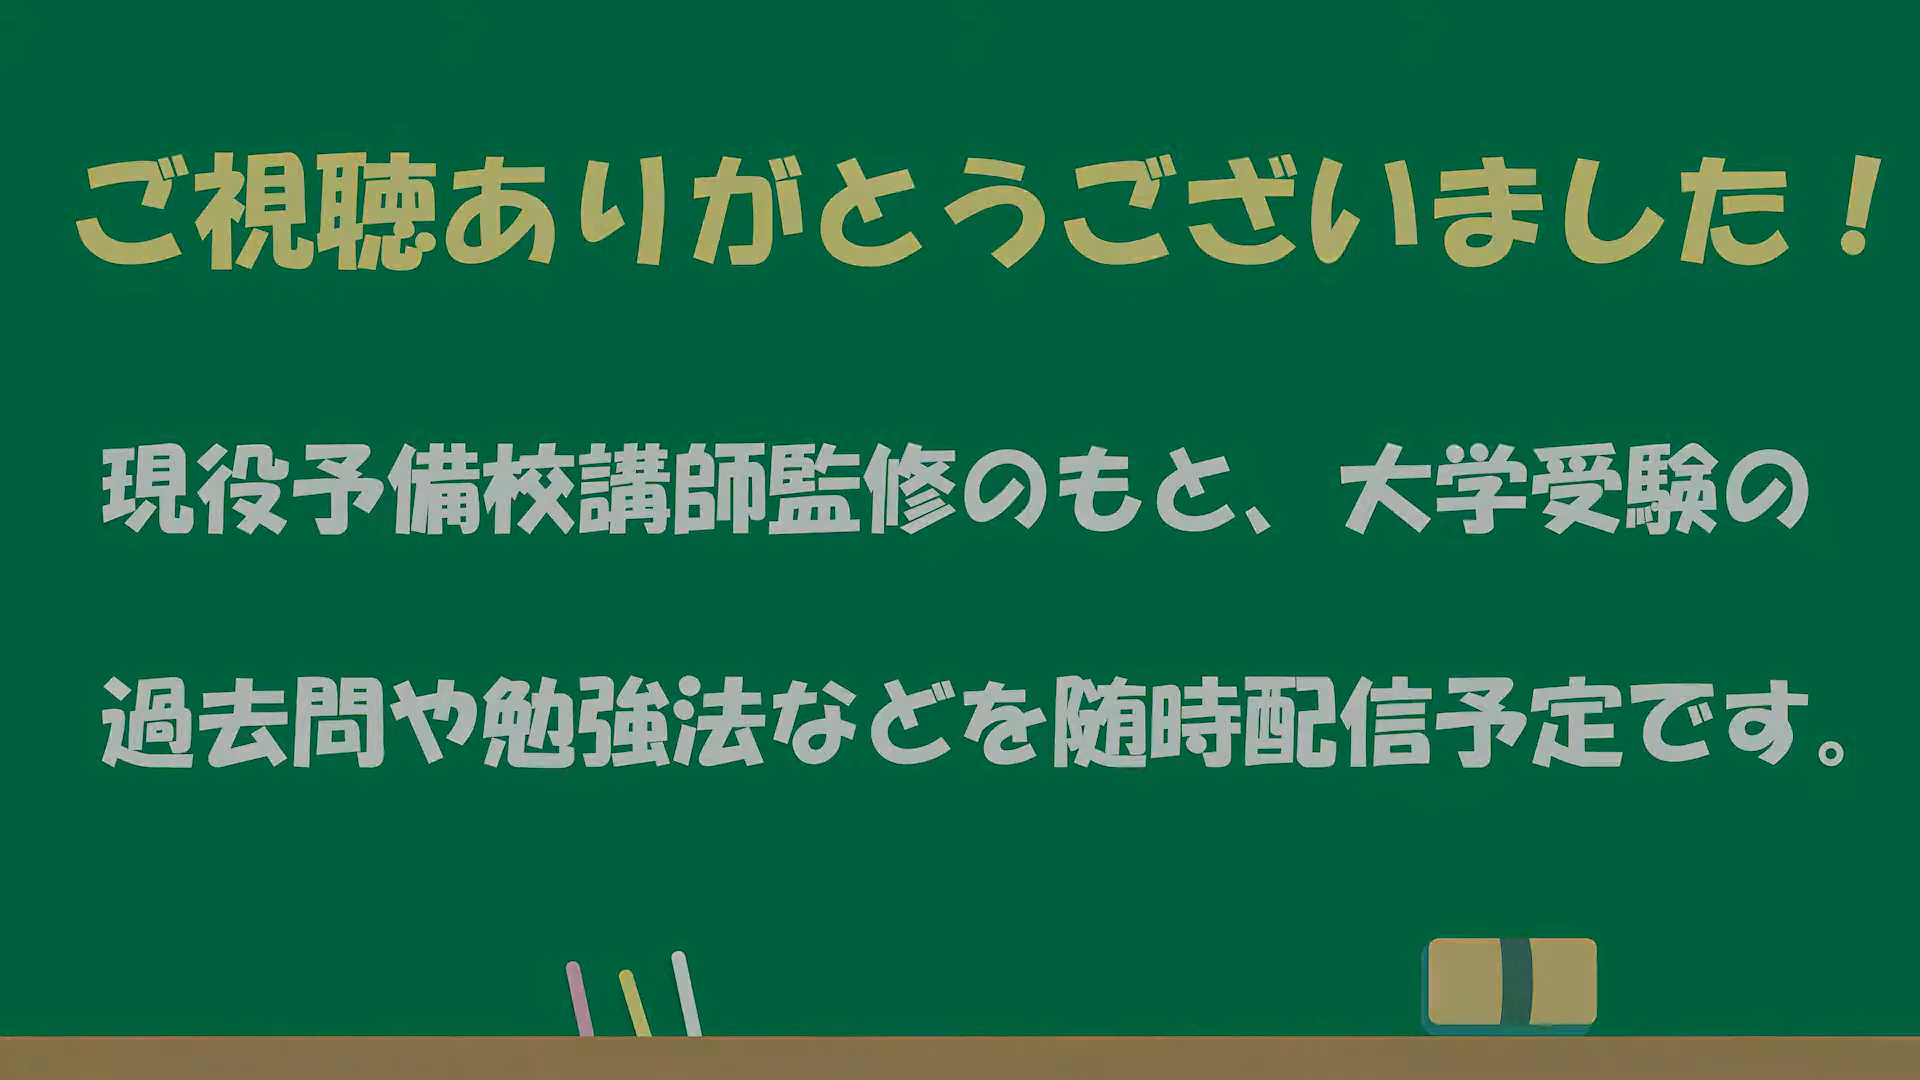 ご視聴ありがとうございました！
現役予備校講師監修のもと、大学受験の
過去問や勉強法などを随時配信予定です。